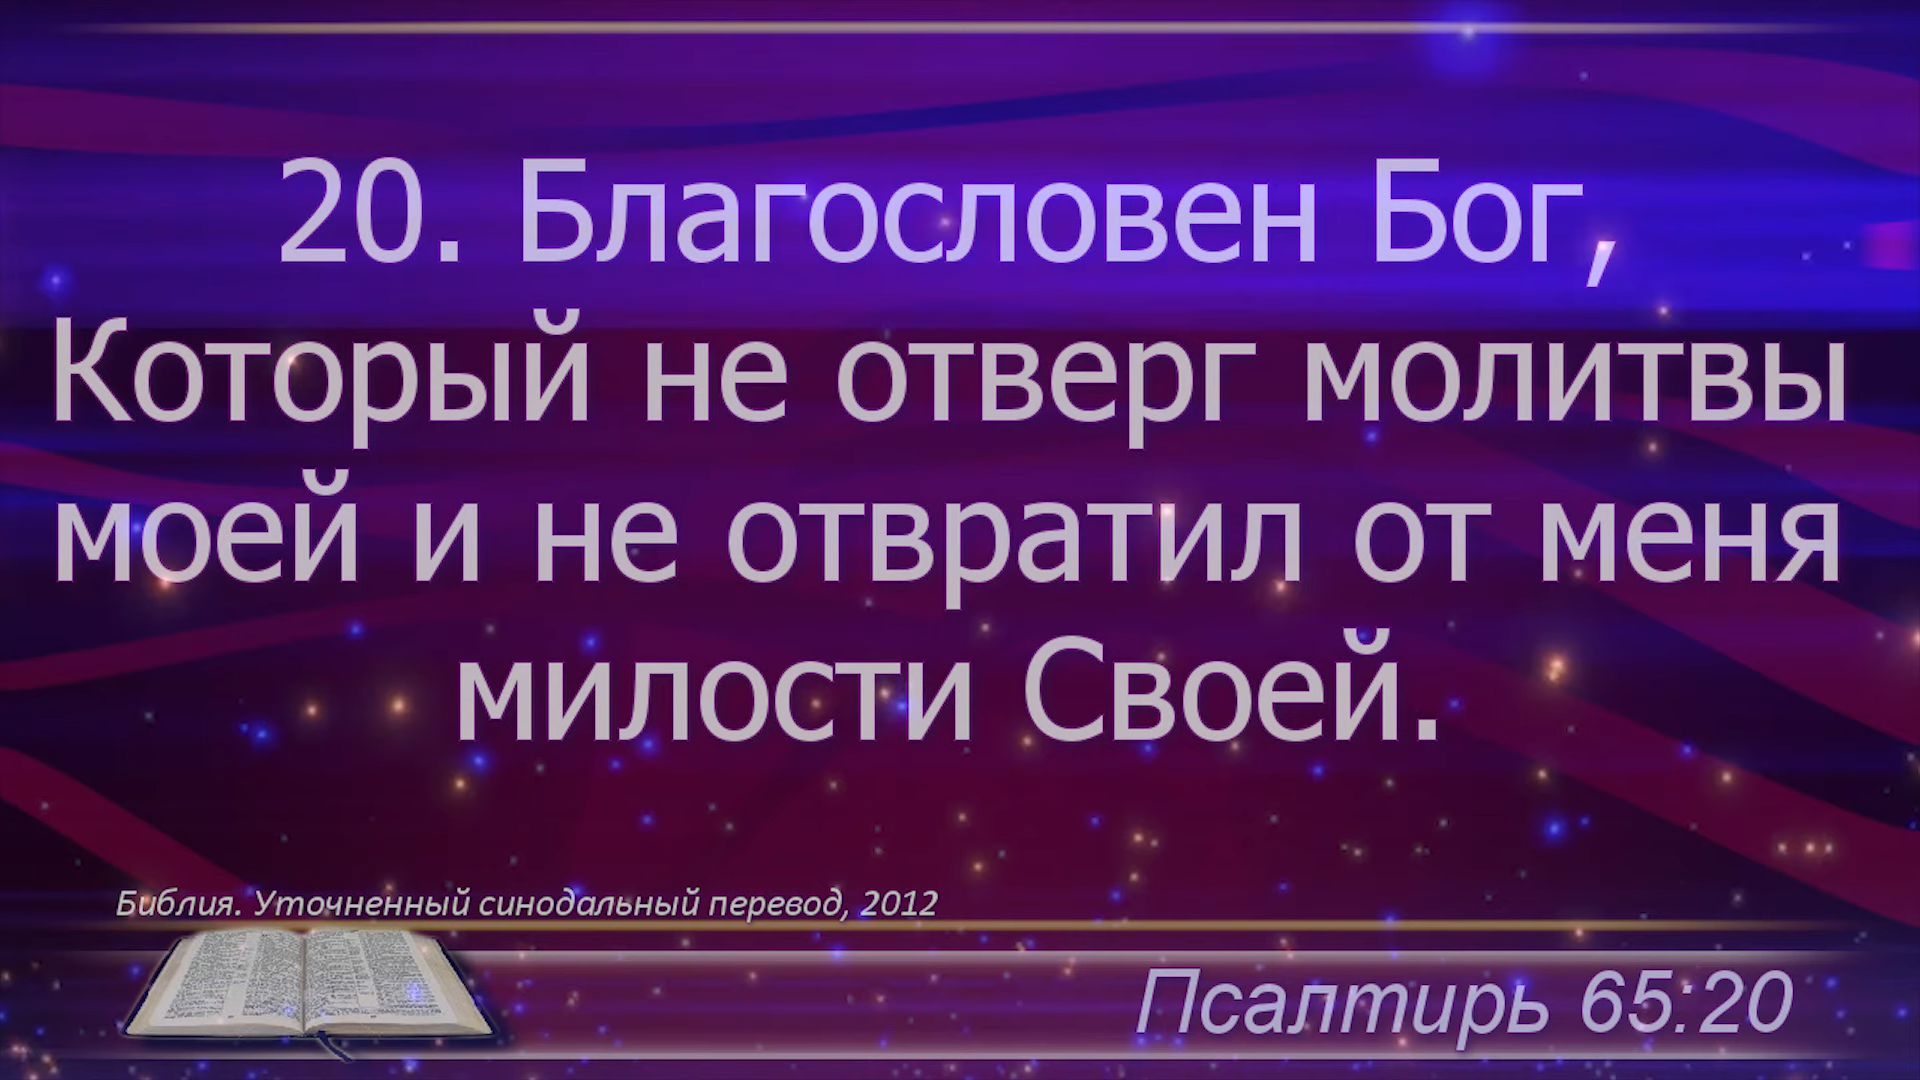 20. Благословен Бог,
Который не отверг молитвы
моей и не отвратил от меня
милости Своей.
Библия. Уточненный синодальный перевод, 2012
Псалтирь 65:20